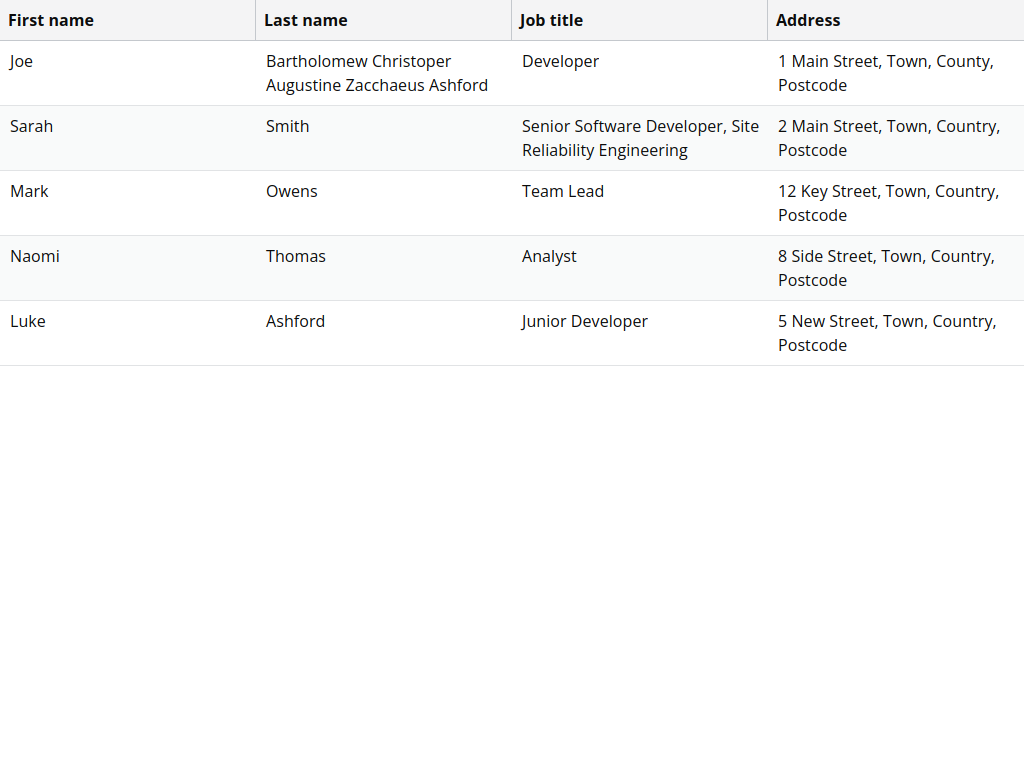 First name Last name Job title Address
Joe Bartholomew Christoper Developer 1 Main Street, Town, County,
Augustine Zacchaeus Ashford Postcode
Sarah Smith Senior Software Developer, Site 2 Main Street, Town, Country,
Reliability Engineering Postcode
Mark Owens Team Lead 12 Key Street, Town, Country,
Postcode
Naomi Thomas Analyst 8 Side Street, Town, Country,
Postcode
Luke Ashford Junior Developer 5 New Street, Town, Country,
Postcode